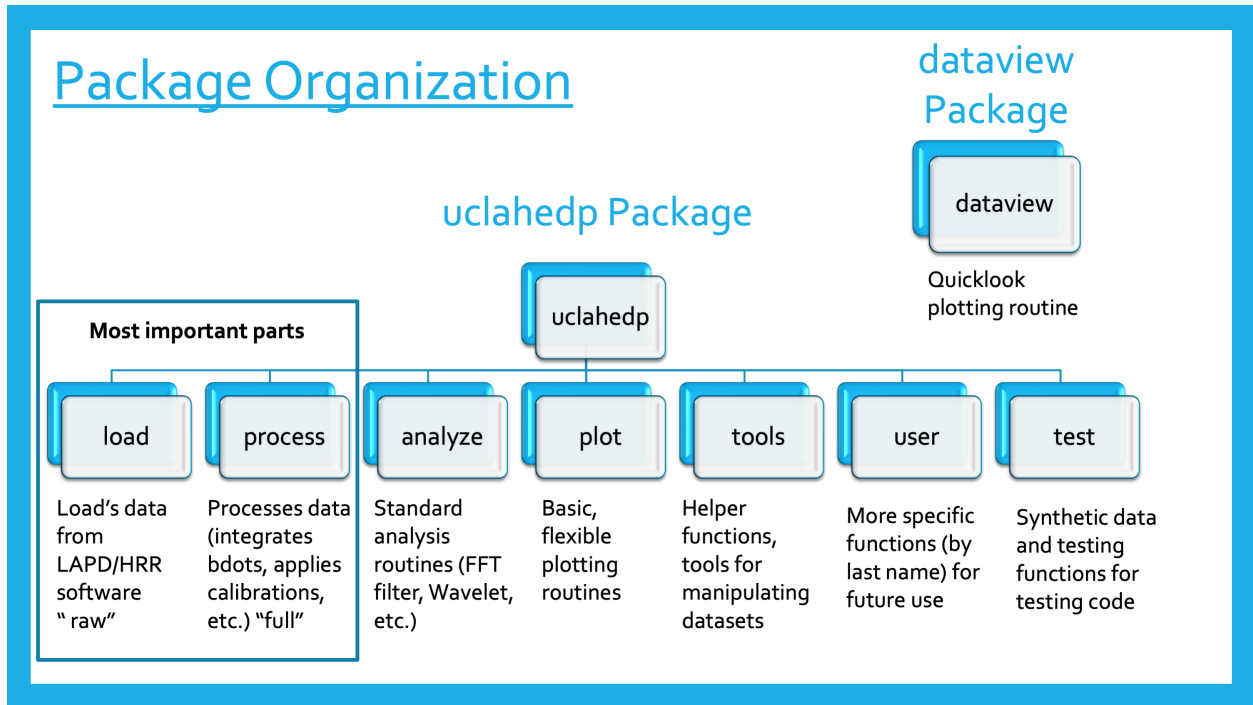 Package Organization
dataview
Package
dataview
Quicklook
plotting routine
uclahedp Package
uclahedp
Most important parts
load
process
analyze
plot
tools
user
test
Load's data
from
LAPD/HRR
software
“ raw”
Processes data
(integrates
bdots, applies
calibrations,
etc.) “full”
Standard
analysis
routines (FFT
filter, Wavelet,
etc.)
Basic,
flexible
plotting
routines
Helper
functions,
tools for
manipulating
datasets
More specific
functions (by
last name) for
future use
Synthetic data
and testing
functions for
testing code